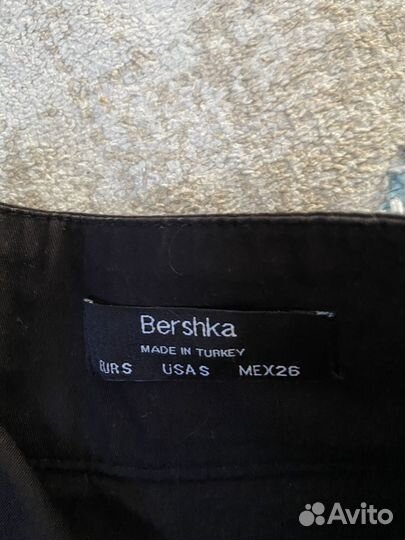 Bershka
MADE IN TURKEY
EUR S USA S MEX 26
Avito